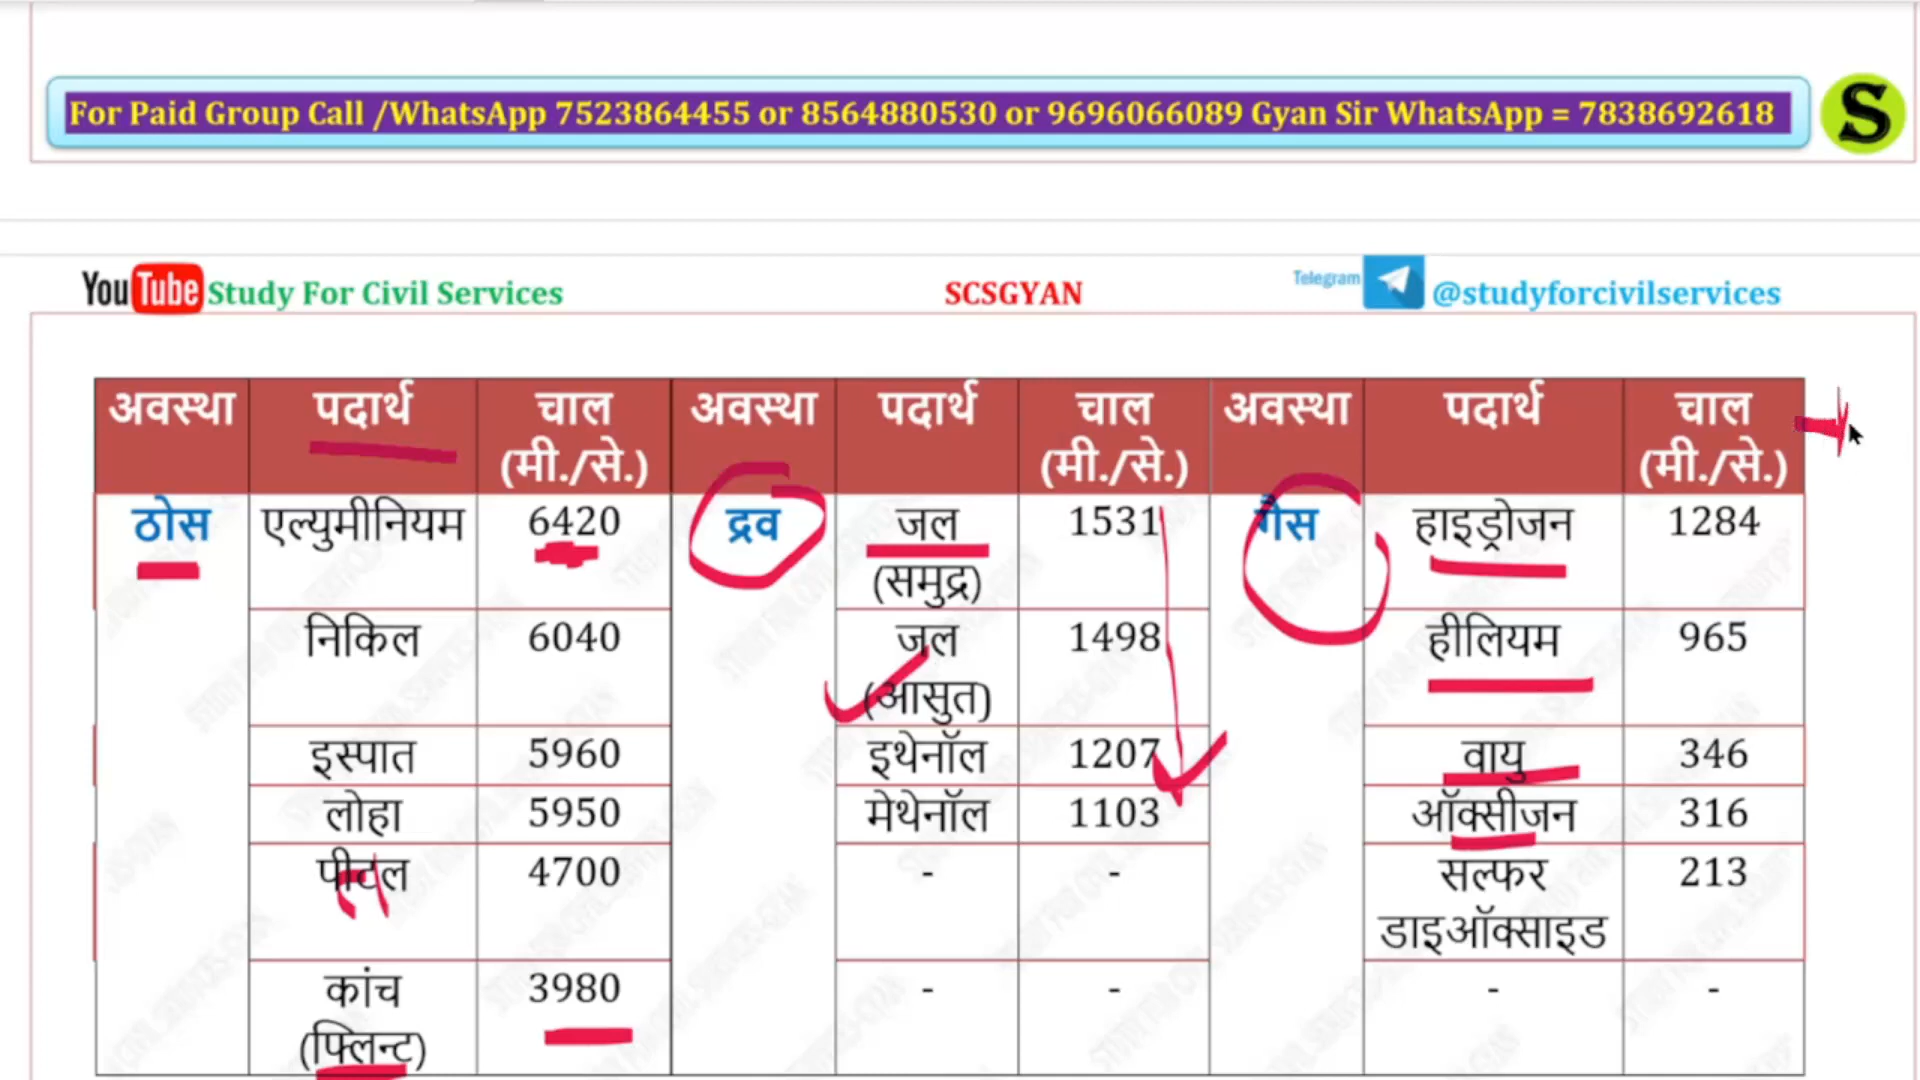 For Paid Group Call /WhatsApp 7523864455 or 8564880530 or 9696066089 Gyan Sir WhatsApp = 7838692618
S
YouTube Study For Civil Services SCSGYAN Telegram @studyforcivilservices
अवस्था पदार्थ चाल (मी./से.) अवस्था पदार्थ चाल (मी./से.) अवस्था पदार्थ चाल (मी./से.)
ठोस एल्युमीनियम 6420 द्रव जल (समुद्र) 1531 गैस हाइड्रोजन 1284
निकिल 6040 जल (आसुत) 1498 हीलियम 965
इस्पात 5960 इथेनॉल 1207 वायु 346
लोहा 5950 मेथेनॉल 1103 ऑक्सीजन 316
पीतल 4700 - - सल्फर डाइऑक्साइड 213
कांच (फ्लिन्ट) 3980 - - - -